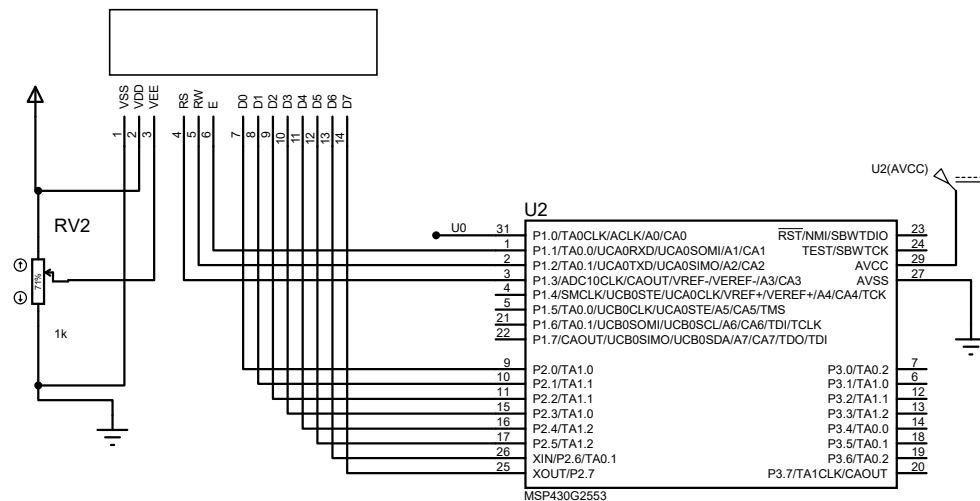 VSS
VDD
VEE
RS
RW
E
D0
D1
D2
D3
D4
D5
D6
D7
1
2
3
4
5
6
7
8
9
10
11
12
13
14
RV2
71%
1k
U2(AVCC)
U2
U0
31 P1.0/TA0CLK/ACLK/A0/CA0
1 P1.1/TA0.0/UCA0RXD/UCA0SOMI/A1/CA1
2 P1.2/TA0.1/UCA0TXD/UCA0SIMO/A2/CA2
3 P1.3/ADC10CLK/CAOUT/VREF-/VEREF-/A3/CA3
4 P1.4/SMCLK/UCB0STE/UCA0CLK/VREF+/VEREF+/A4/CA4/TCK
5 P1.5/TA0.0/UCB0CLK/UCA0STE/A5/CA5/TMS
21 P1.6/TA0.1/UCB0SOMI/UCB0SCL/A6/CA6/TDI/TCLK
22 P1.7/CAOUT/UCB0SIMO/UCB0SDA/A7/CA7/TDO/TDI
9 P2.0/TA1.0
10 P2.1/TA1.1
11 P2.2/TA1.1
15 P2.3/TA1.0
16 P2.4/TA1.2
17 P2.5/TA1.2
26 XIN/P2.6/TA0.1
25 XOUT/P2.7
RST/NMI/SBWTDIO 23
TEST/SBWTCK 24
AVCC 29
AVSS 27
P3.0/TA0.2 7
P3.1/TA1.0 6
P3.2/TA1.1 12
P3.3/TA1.2 13
P3.4/TA0.0 14
P3.5/TA0.1 18
P3.6/TA0.2 19
P3.7/TA1CLK/CAOUT 20
MSP430G2553